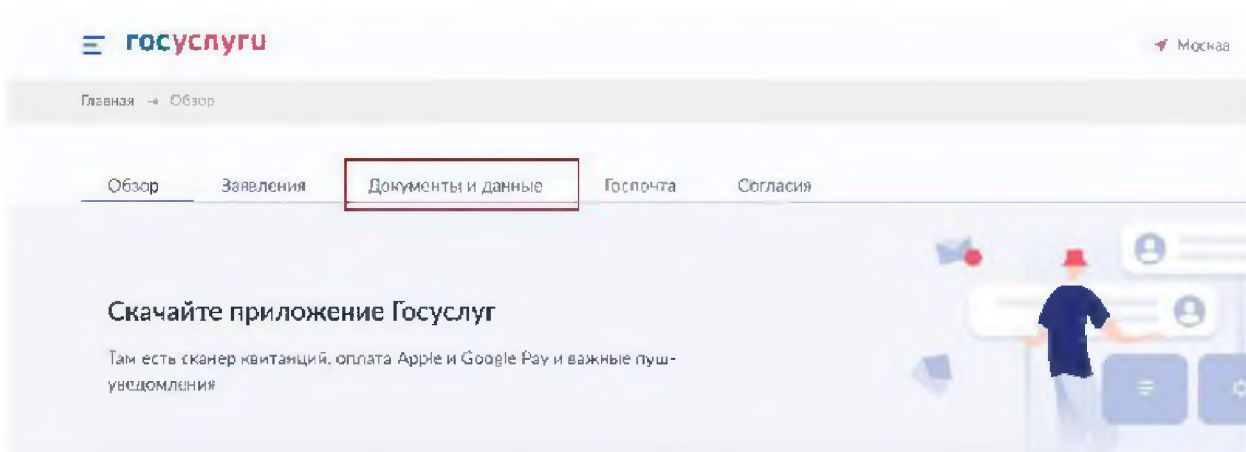 госуслуги
Москва
Главная → Обзор
Обзор Заявления Документы и данные Госпочта Согласия
Скачайте приложение Госуслуг
Там есть сканер квитанций, оплата Apple и Google Pay и важные пуш-
уведомления